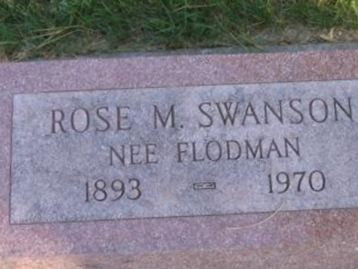 ROSE M. SWANSON
NEE FLODMAN
1893 - 1970